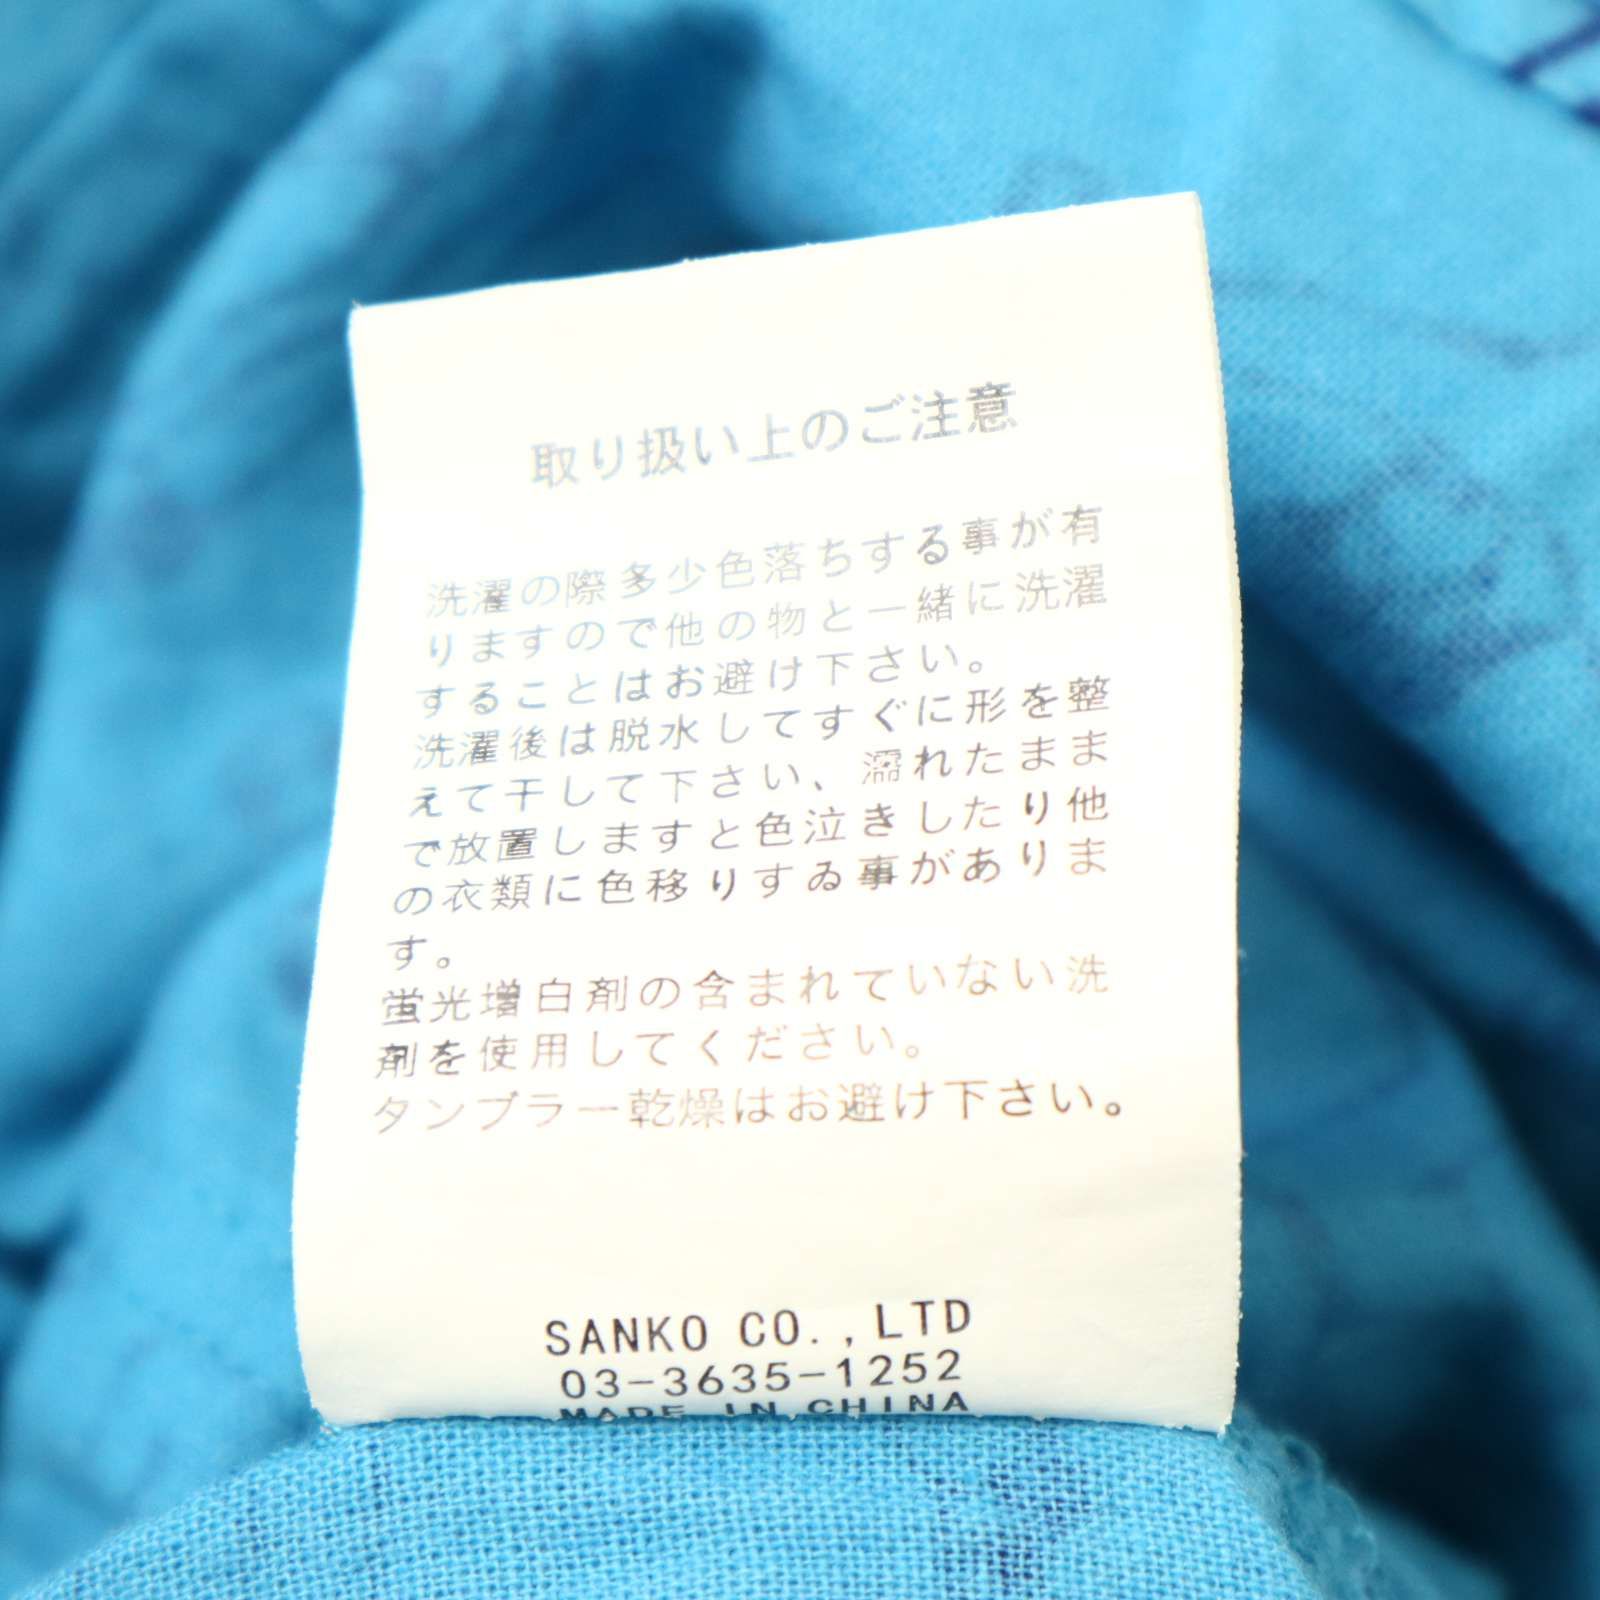 取り扱い上のご注意
洗濯の際多少色落ちする事が有
りますので他の物と一緒に洗濯
することはお避け下さい。
洗濯後は脱水してすぐに形を整
えて干して下さい、濡れたまま
で放置しますと色泣きしたり他
の衣類に色移りすゐ事がありま
す。
蛍光増白剤の含まれていない洗
剤を使用してください。
タンブラー乾燥はお避け下さい。
SANKO CO.,LTD
03-3635-1252
MADE IN CHINA